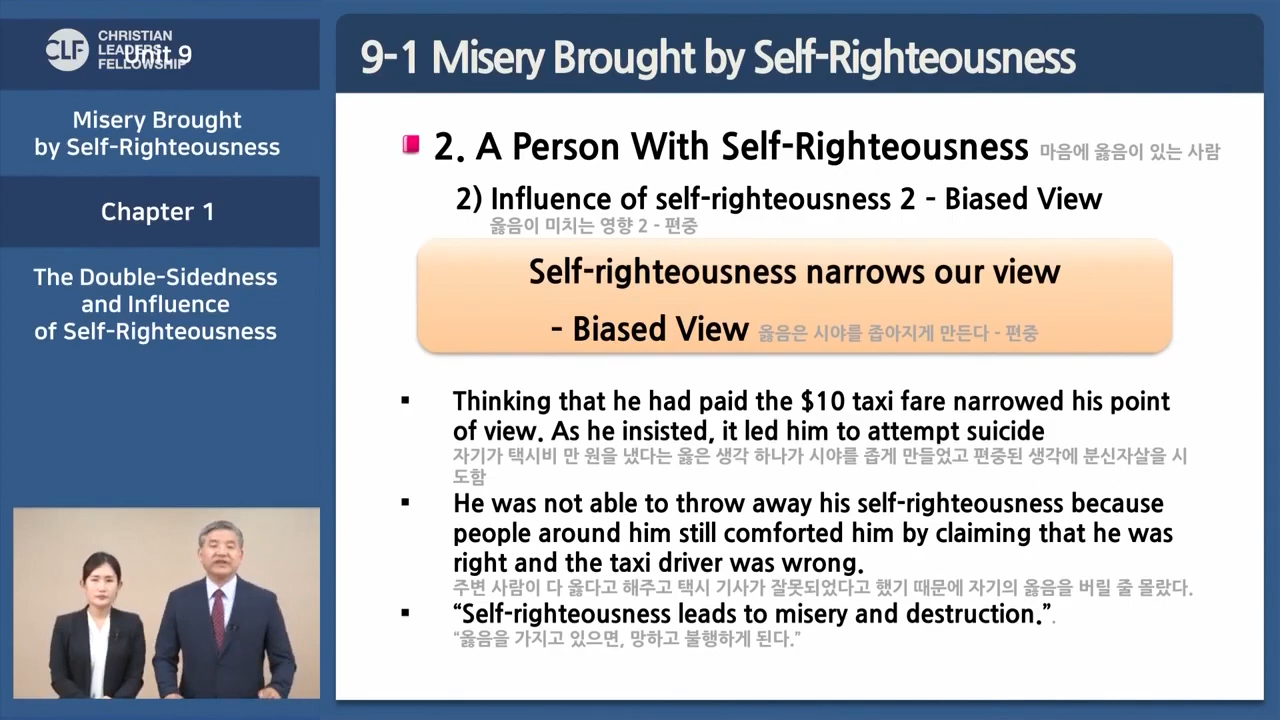 CHRISTIAN
LEADERS
FELLOWSHIP
CLF
Unit 9
Misery Brought
by Self-Righteousness
Chapter 1
The Double-Sidedness
and Influence
of Self-Righteousness
9-1 Misery Brought by Self-Righteousness
2. A Person With Self-Righteousness 마음에 옳음이 있는 사람
2) Influence of self-righteousness 2 - Biased View
옳음이 미치는 영향 2 - 편중
Self-righteousness narrows our view
- Biased View 옳음은 시야를 좁아지게 만든다 - 편중
▪ Thinking that he had paid the $10 taxi fare narrowed his point
of view. As he insisted, it led him to attempt suicide
자기가 택시비 만 원을 냈다는 옳은 생각 하나가 시야를 좁게 만들었고 편중된 생각에 분신자살을 시
도함
▪ He was not able to throw away his self-righteousness because
people around him still comforted him by claiming that he was
right and the taxi driver was wrong.
주변 사람이 다 옳다고 해주고 택시 기사가 잘못되었다고 했기 때문에 자기의 옳음을 버릴 줄 몰랐다.
▪ “Self-righteousness leads to misery and destruction.”.
“옳음을 가지고 있으면, 망하고 불행하게 된다.”